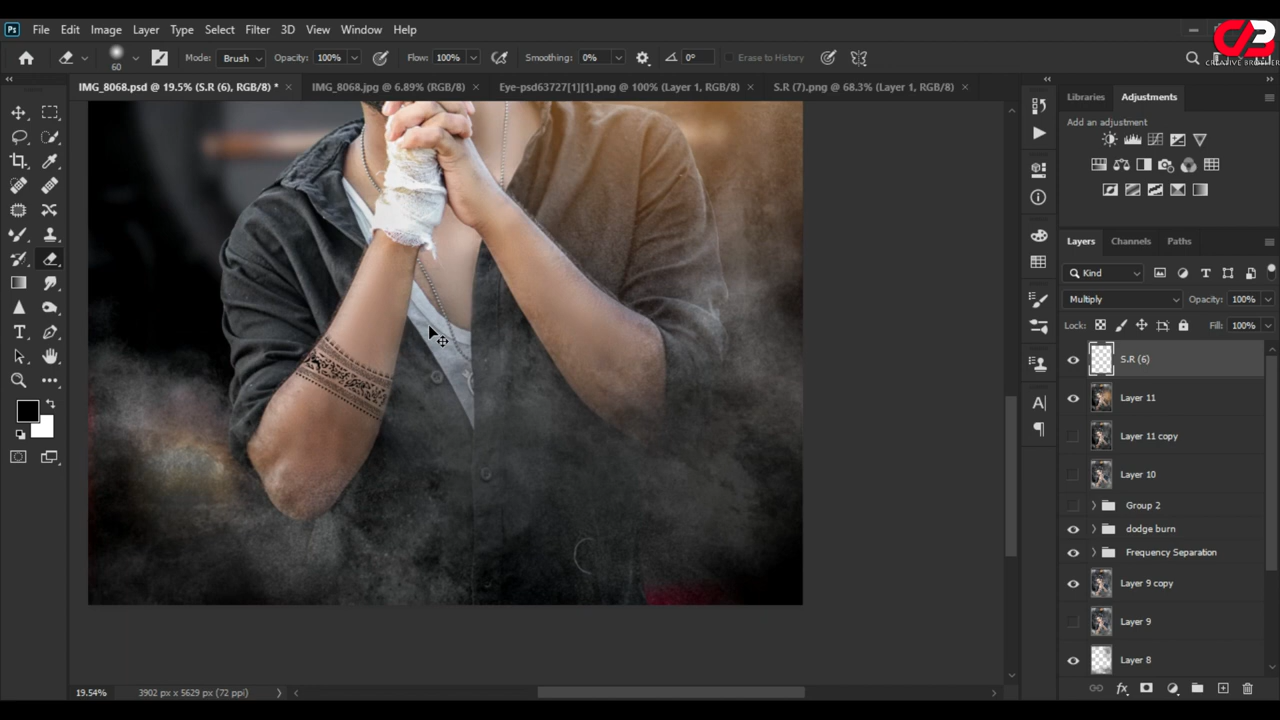 Ps File Edit Image Layer Type Select Filter 3D View Window Help
CREATIVE BROTHER
60 Mode: Brush Opacity: 100% Flow: 100% Smoothing: 0% 0° Erase to History
IMG_8068.psd @ 19.5% (S.R (6), RGB/8) * × IMG_8068.jpg @ 6.89% (RGB/8) × Eye-psd63727[1][1].png @ 100% (Layer 1, RGB/8) × S.R (7).png @ 68.3% (Layer 1, RGB/8) ×
Libraries Adjustments
Add an adjustment
Layers Channels Paths
Kind
Multiply Opacity: 100%
Lock: Fill: 100%
S.R (6)
Layer 11
Layer 11 copy
Layer 10
Group 2
dodge burn
Frequency Separation
Layer 9 copy
Layer 9
Layer 8
19.54% 3902 px x 5629 px (72 ppi)